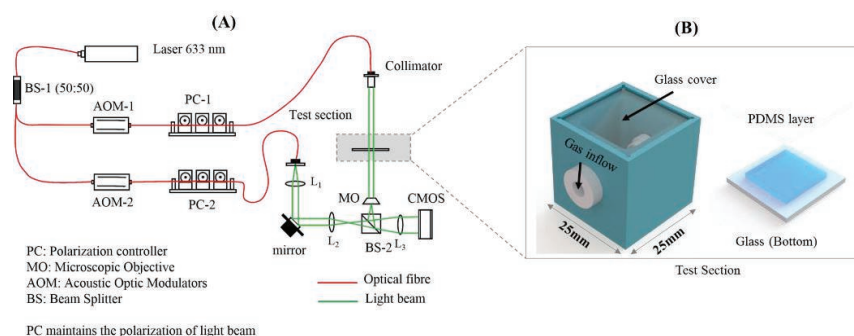 (A)
Laser 633 nm
BS-1 (50:50)
AOM-1
PC-1
Collimator
Test section
AOM-2
PC-2
L1
MO
CMOS
mirror
L2
BS-2
L3
PC: Polarization controller
MO: Microscopic Objective
AOM: Acoustic Optic Modulators
BS: Beam Splitter
PC maintains the polarization of light beam
Optical fibre
Light beam
(B)
Glass cover
PDMS layer
Gas inflow
25mm
25mm
Glass (Bottom)
Test Section